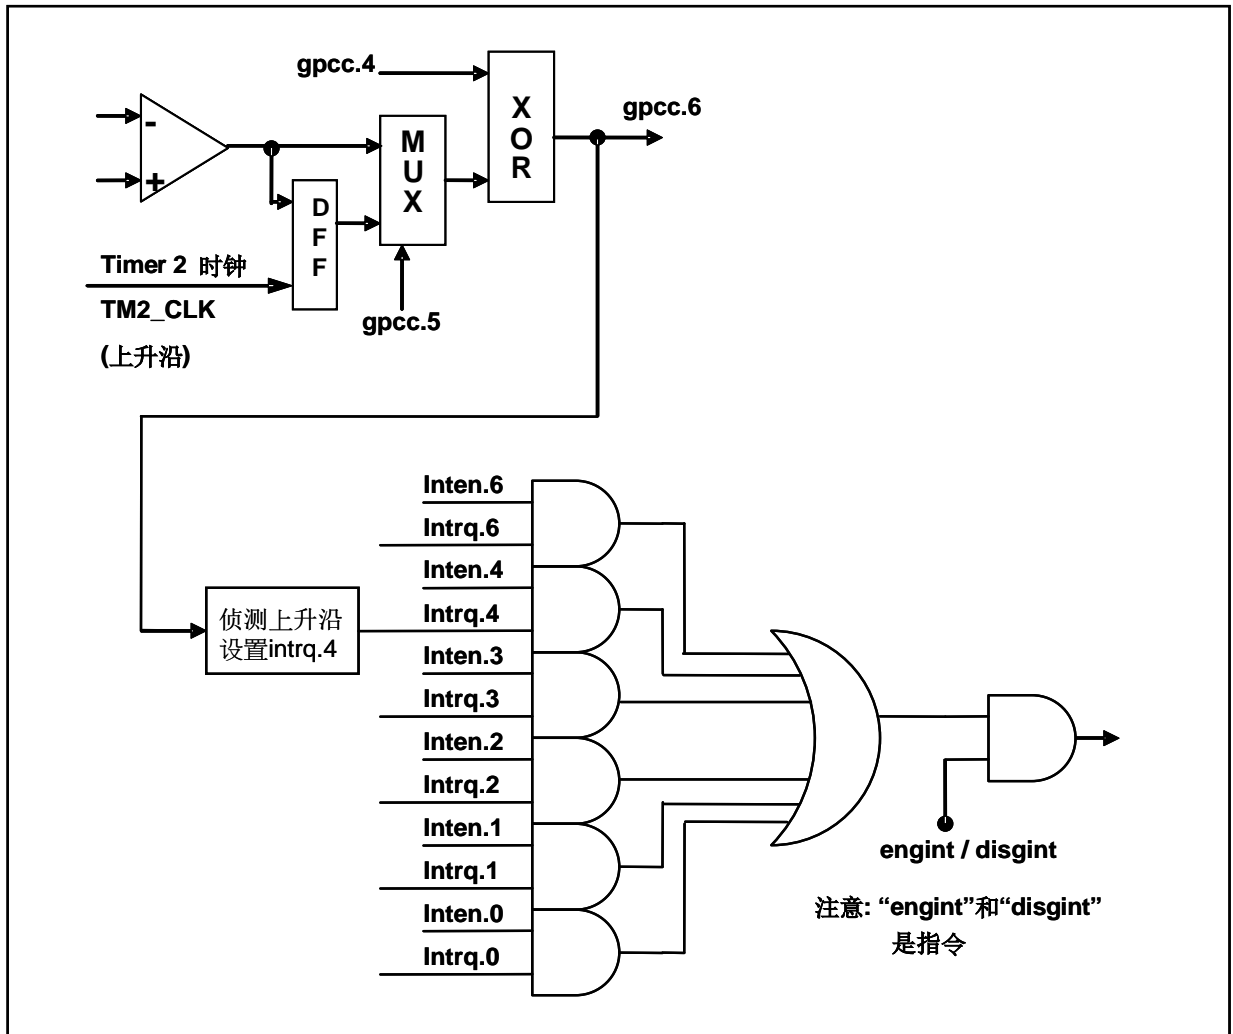 gpcc.4
XOR
gpcc.6
-
+
MUX
DFF
Timer 2 时钟
TM2_CLK
(上升沿)
gpcc.5
Inten.6
Intrq.6
Inten.4
Intrq.4
侦测上升沿
设置intrq.4
Inten.3
Intrq.3
Inten.2
Intrq.2
Inten.1
Intrq.1
Inten.0
Intrq.0
engint / disgint
注意: “engint”和“disgint”
是指令